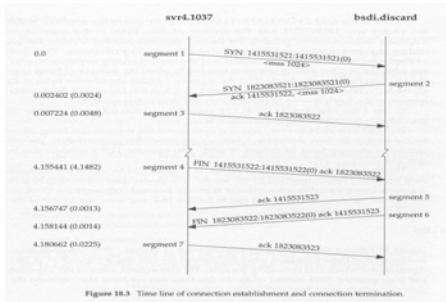 svr4.1037 bsdi.discard
0.0 segment 1 SYN 1415531521:1415531521(0)
<mss 1024>
SYN 1823083521:1823083521(0) segment 2
0.002402 (0.0024) ack 1415531522, <mss 1024>
0.007224 (0.0048) segment 3 ack 1823083522
4.155441 (4.1482) segment 4 FIN 1415531522:1415531522(0) ack 1823083522
ack 1415531523 segment 5
4.156747 (0.0013) segment 6
FIN 1823083522:1823083522(0) ack 1415531523
4.158144 (0.0014)
4.180662 (0.0225) segment 7 ack 1823083523
Figure 18.3 Time line of connection establishment and connection termination.